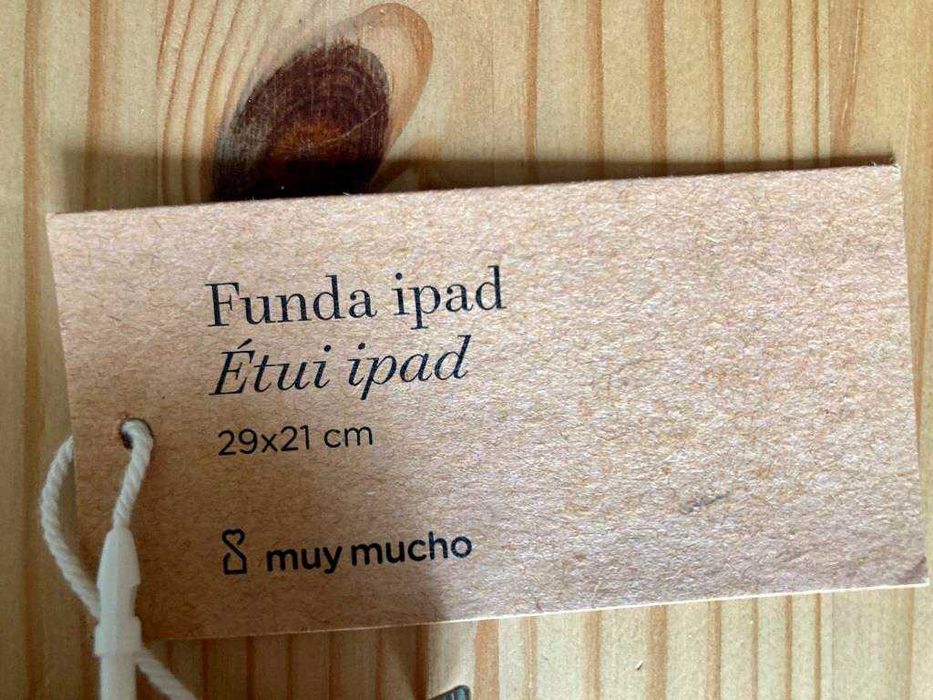 Funda ipad
Étui ipad
29x21 cm
muy mucho